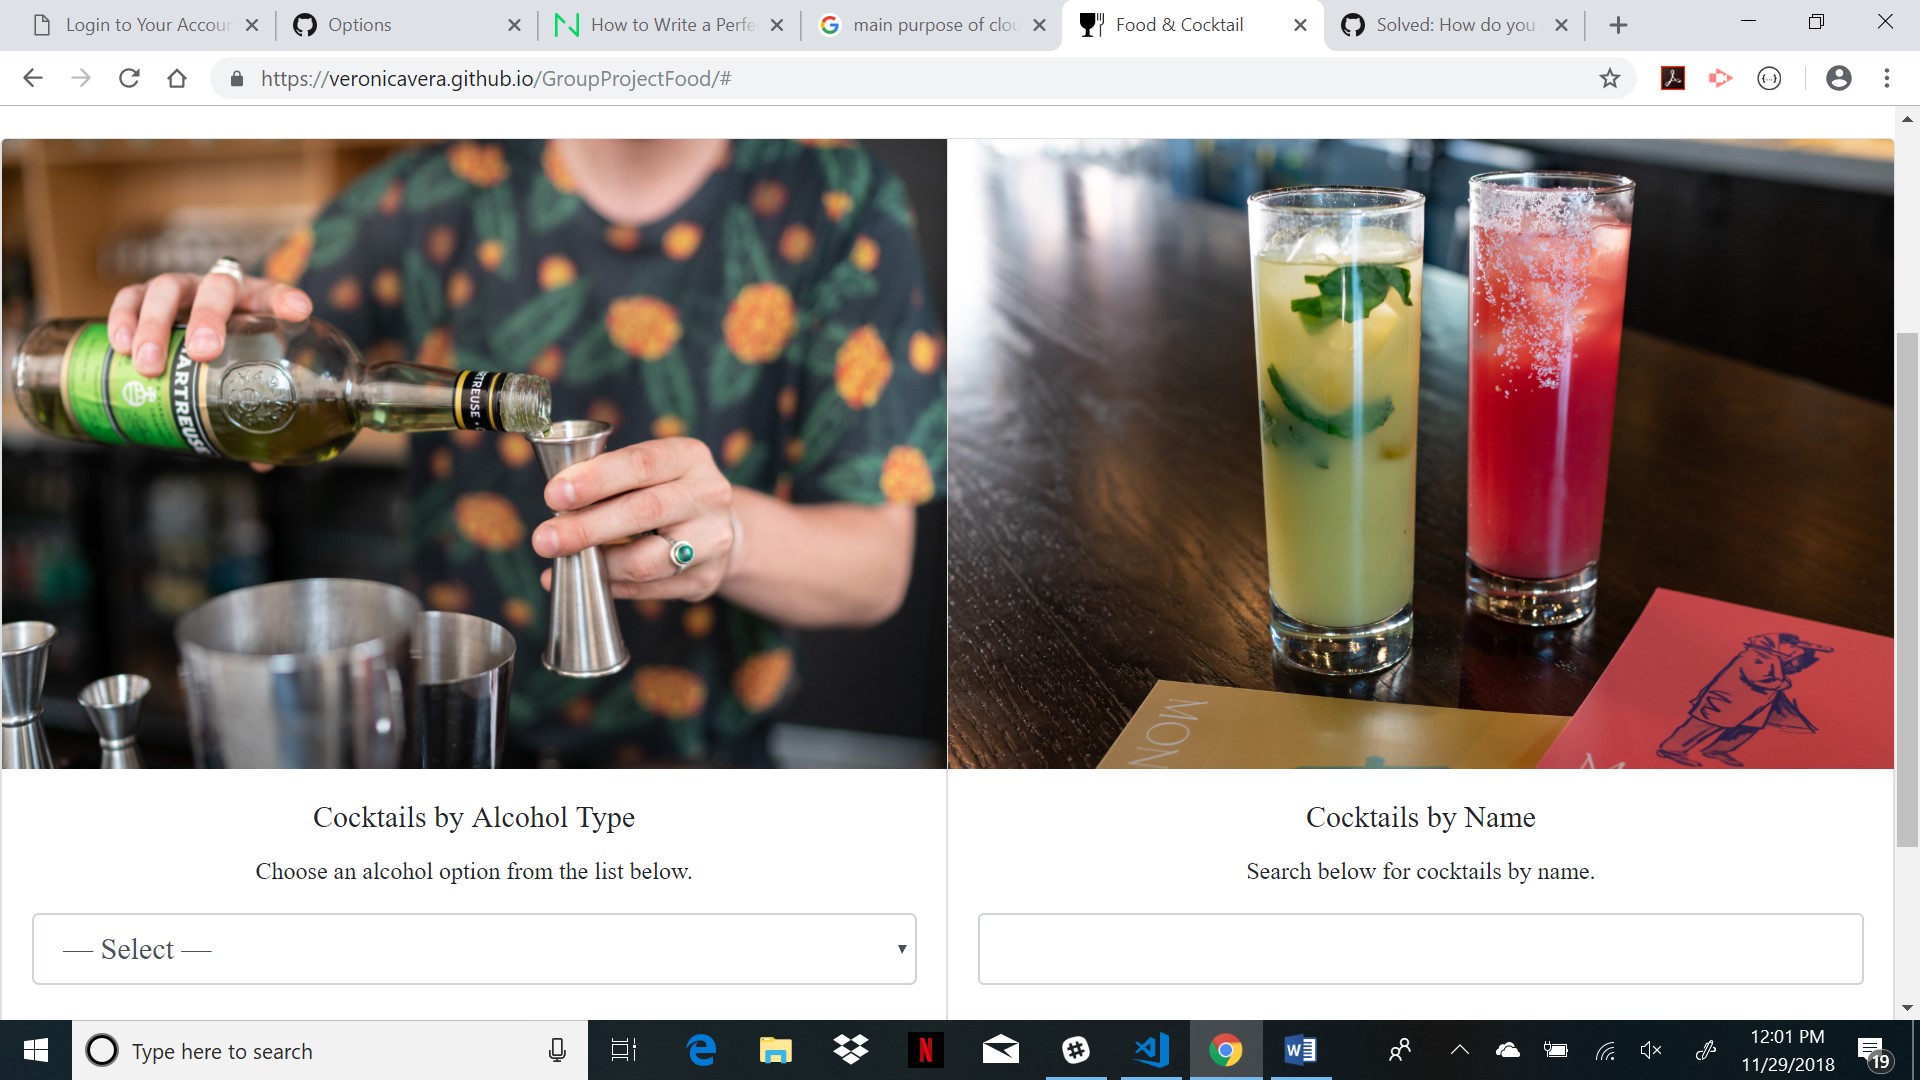 Login to Your Accoun
Options
How to Write a Perfe
main purpose of clou
Food & Cocktail
Solved: How do you
https://veronicavera.github.io/GroupProjectFood/#
ARTREUSE
RTREUSE
MON
M
Cocktails by Alcohol Type
Choose an alcohol option from the list below.
— Select —
Cocktails by Name
Search below for cocktails by name.
Type here to search
12:01 PM
11/29/2018
19